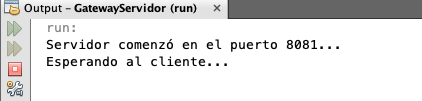 Output – GatewayServidor (run)
run:
Servidor comenzó en el puerto 8081...
Esperando al cliente...